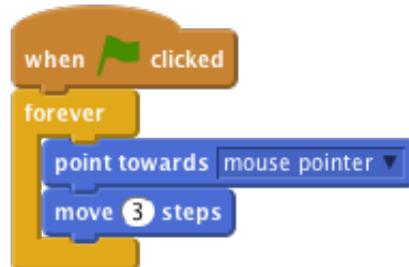 when clicked
forever
point towards mouse pointer
move 3 steps